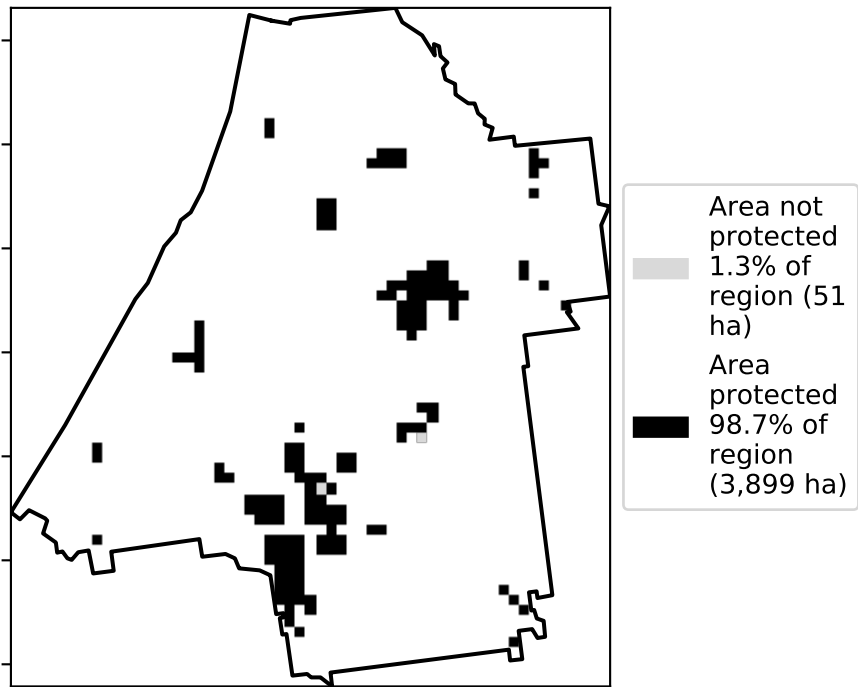 Area not
protected
1.3% of
region (51
ha)
Area
protected
98.7% of
region
(3,899 ha)